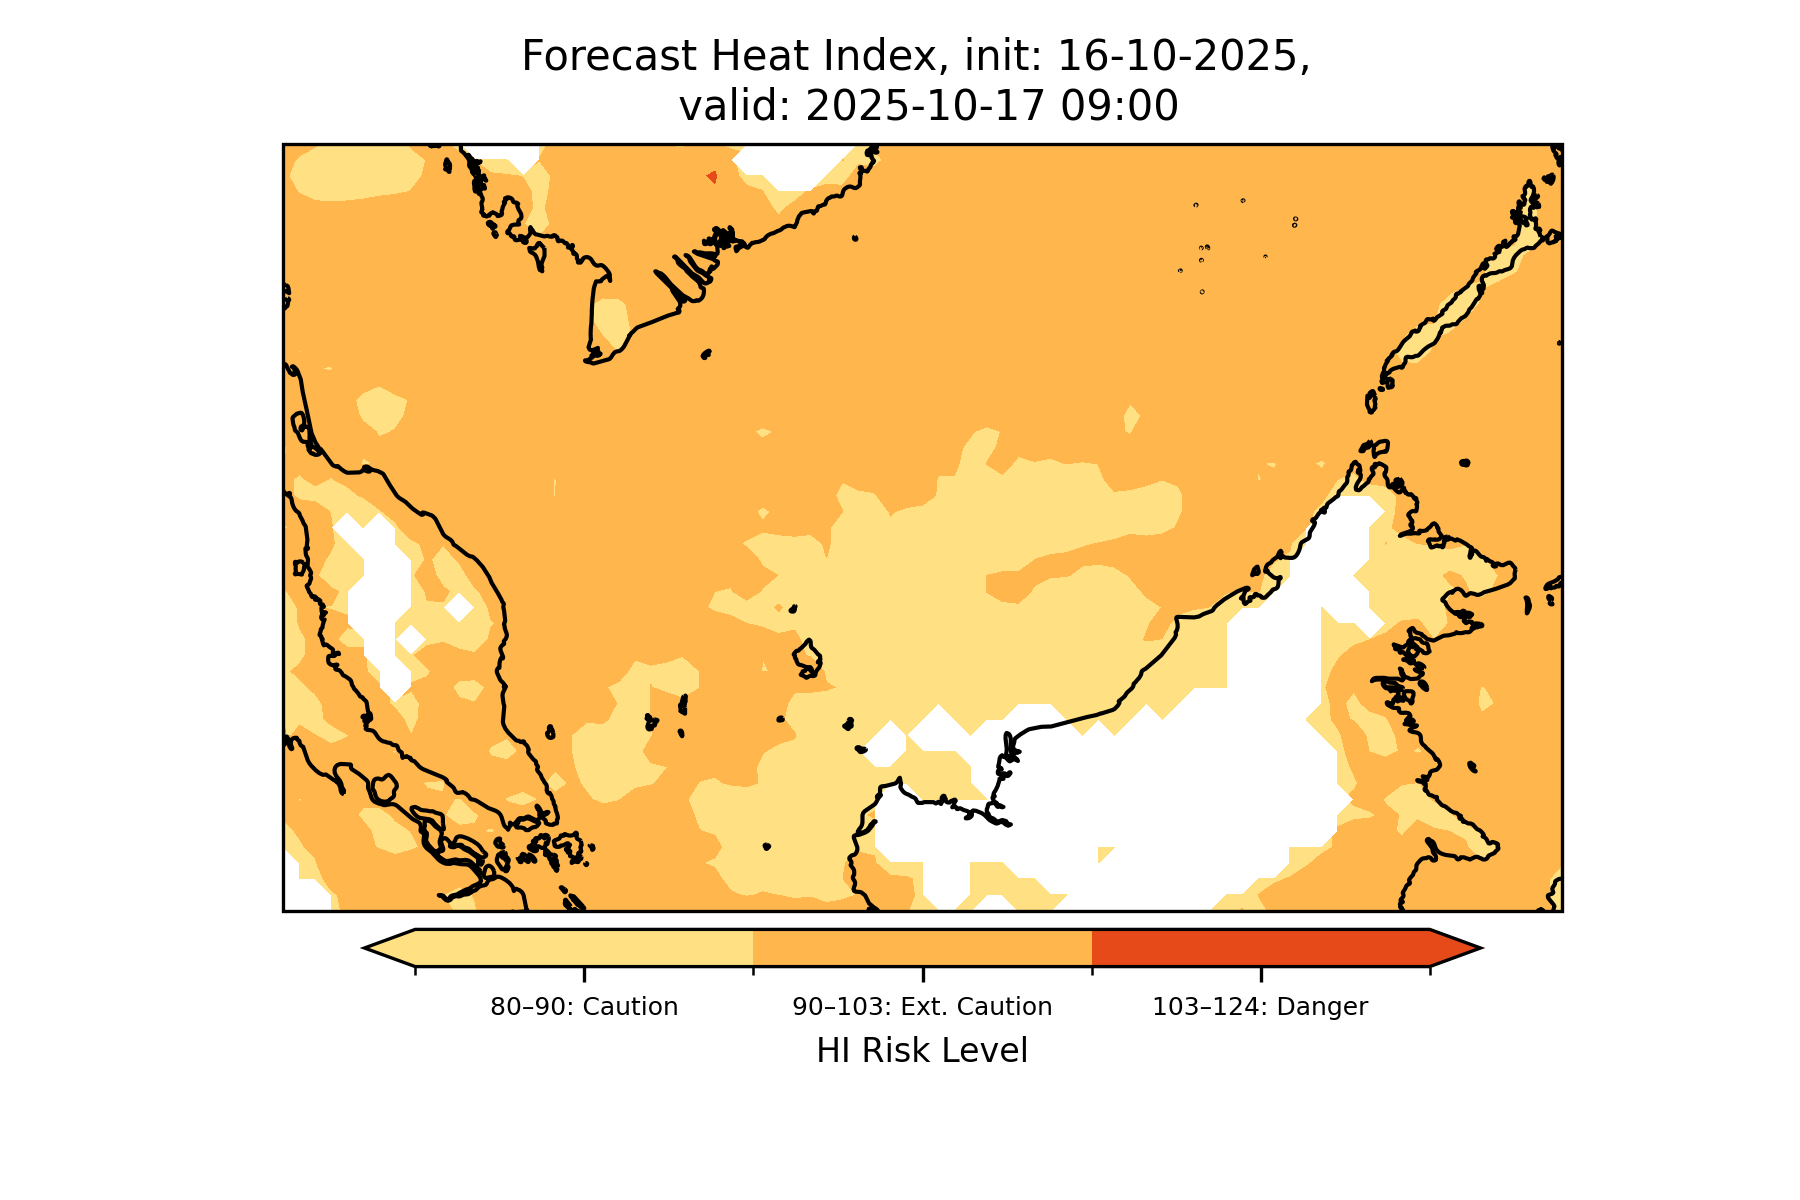 Forecast Heat Index, init: 16-10-2025,
valid: 2025-10-17 09:00
80–90: Caution
90–103: Ext. Caution
103–124: Danger
HI Risk Level